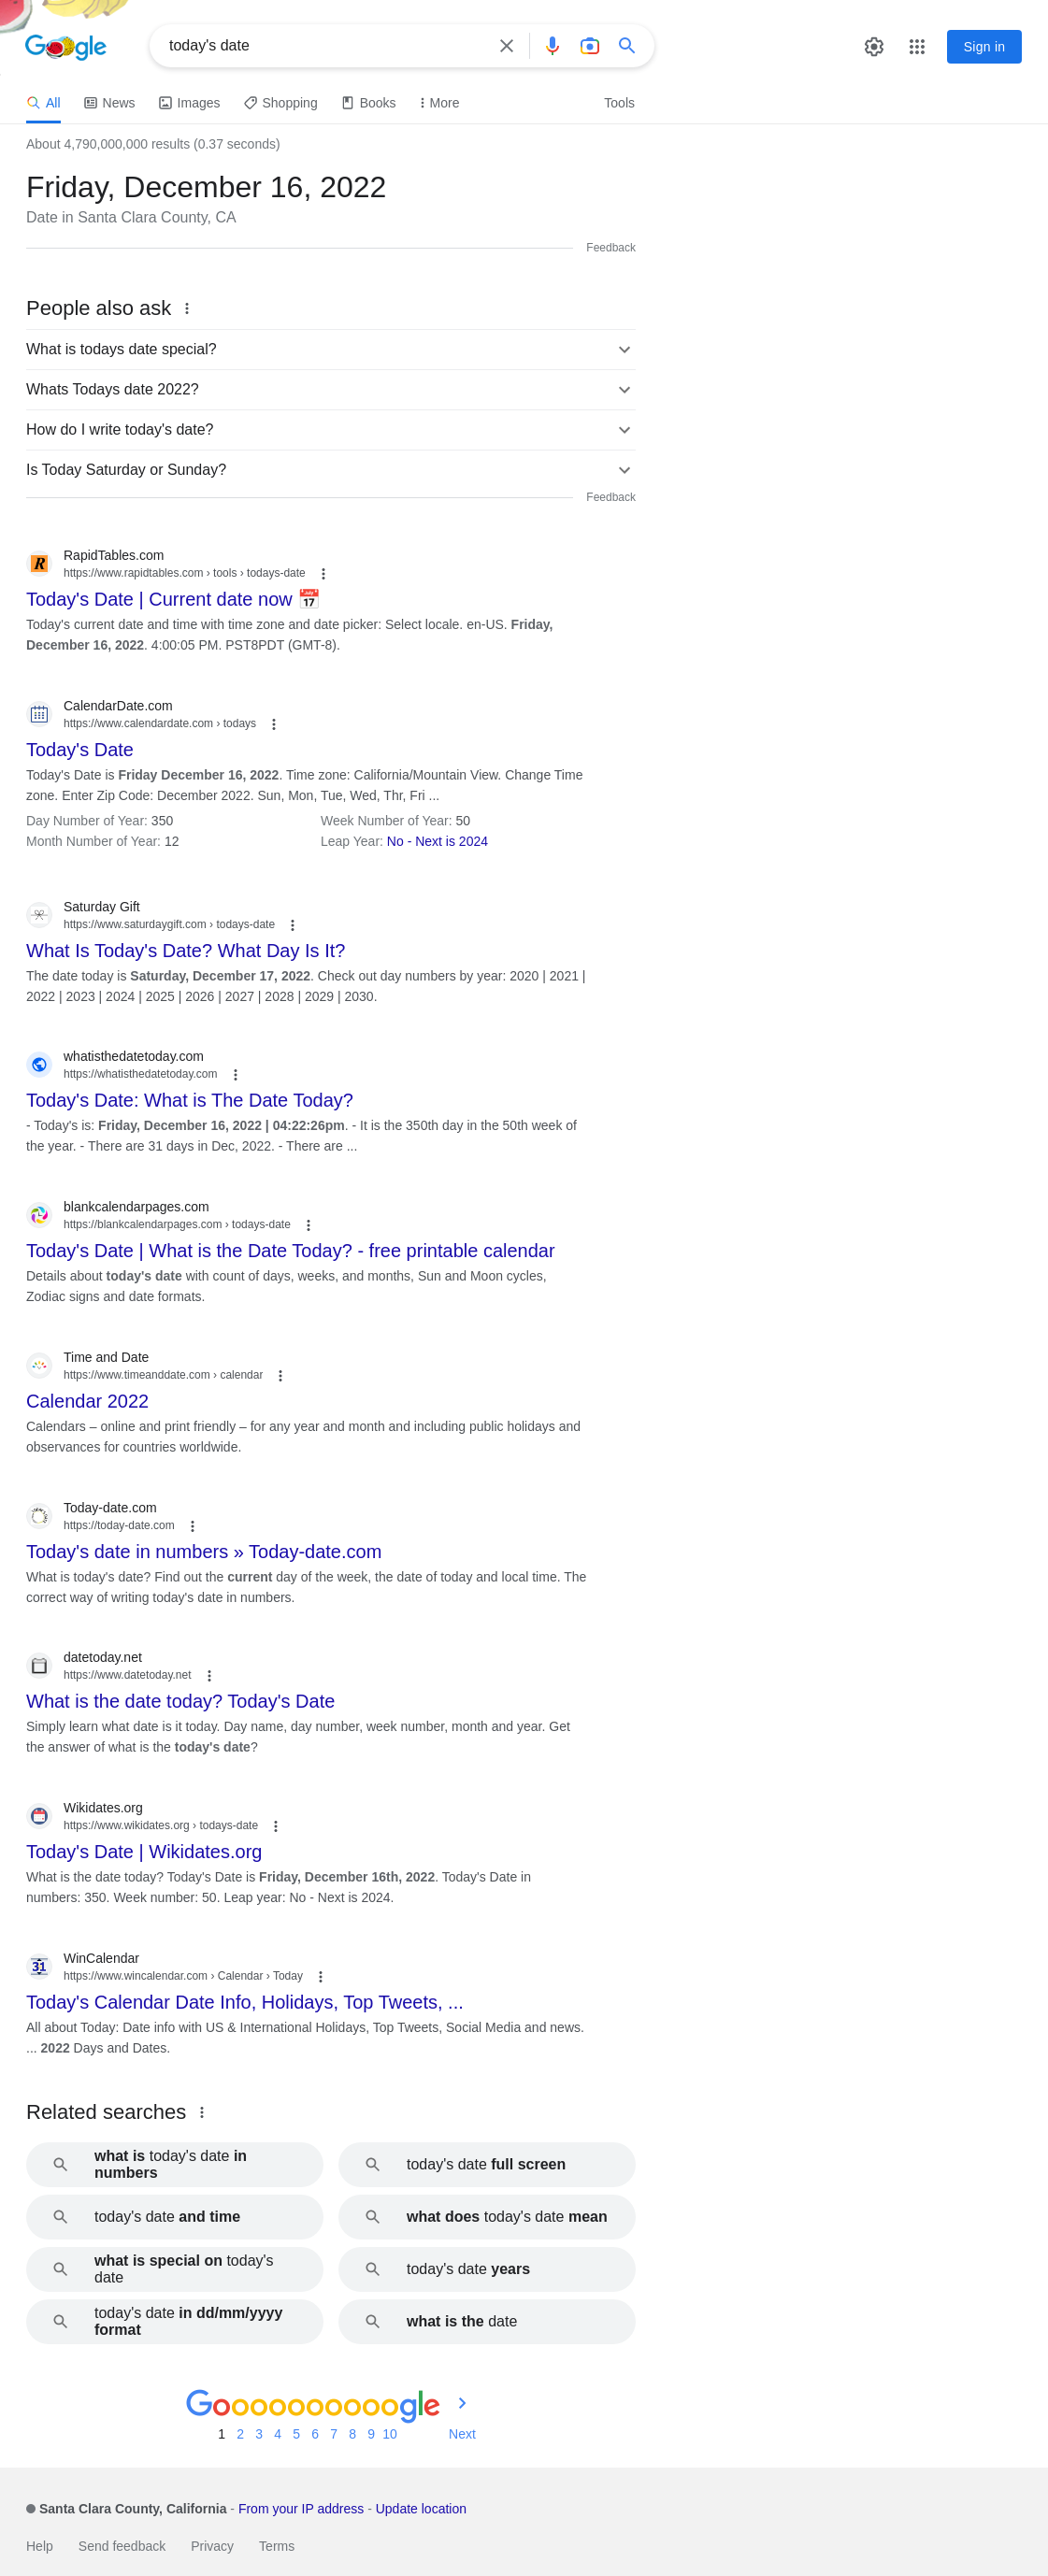 Google
today's date
Sign in
All News Images Shopping Books More Tools
About 4,790,000,000 results (0.37 seconds)
Friday, December 16, 2022
Date in Santa Clara County, CA
Feedback
People also ask
What is todays date special?
Whats Todays date 2022?
How do I write today's date?
Is Today Saturday or Sunday?
Feedback
RapidTables.com
https://www.rapidtables.com › tools › todays-date
Today's Date | Current date now 📅
Today's current date and time with time zone and date picker: Select locale. en-US. Friday,
December 16, 2022. 4:00:05 PM. PST8PDT (GMT-8).
CalendarDate.com
https://www.calendardate.com › todays
Today's Date
Today's Date is Friday December 16, 2022. Time zone: California/Mountain View. Change Time
zone. Enter Zip Code: December 2022. Sun, Mon, Tue, Wed, Thr, Fri ...
Day Number of Year: 350 Week Number of Year: 50
Month Number of Year: 12 Leap Year: No - Next is 2024
Saturday Gift
https://www.saturdaygift.com › todays-date
What Is Today's Date? What Day Is It?
The date today is Saturday, December 17, 2022. Check out day numbers by year: 2020 | 2021 |
2022 | 2023 | 2024 | 2025 | 2026 | 2027 | 2028 | 2029 | 2030.
whatisthedatetoday.com
https://whatisthedatetoday.com
Today's Date: What is The Date Today?
- Today's is: Friday, December 16, 2022 | 04:22:26pm. - It is the 350th day in the 50th week of
the year. - There are 31 days in Dec, 2022. - There are ...
blankcalendarpages.com
https://blankcalendarpages.com › todays-date
Today's Date | What is the Date Today? - free printable calendar
Details about today's date with count of days, weeks, and months, Sun and Moon cycles,
Zodiac signs and date formats.
Time and Date
https://www.timeanddate.com › calendar
Calendar 2022
Calendars – online and print friendly – for any year and month and including public holidays and
observances for countries worldwide.
Today-date.com
https://today-date.com
Today's date in numbers » Today-date.com
What is today's date? Find out the current day of the week, the date of today and local time. The
correct way of writing today's date in numbers.
datetoday.net
https://www.datetoday.net
What is the date today? Today's Date
Simply learn what date is it today. Day name, day number, week number, month and year. Get
the answer of what is the today's date?
Wikidates.org
https://www.wikidates.org › todays-date
Today's Date | Wikidates.org
What is the date today? Today's Date is Friday, December 16th, 2022. Today's Date in
numbers: 350. Week number: 50. Leap year: No - Next is 2024.
WinCalendar
https://www.wincalendar.com › Calendar › Today
Today's Calendar Date Info, Holidays, Top Tweets, ...
All about Today: Date info with US & International Holidays, Top Tweets, Social Media and news.
... 2022 Days and Dates.
Related searches
what is today's date in
numbers
today's date full screen
today's date and time
what does today's date mean
what is special on today's
date
today's date years
today's date in dd/mm/yyyy
format
what is the date
Goooooooooogle
1 2 3 4 5 6 7 8 9 10 Next
Santa Clara County, California - From your IP address - Update location
Help Send feedback Privacy Terms